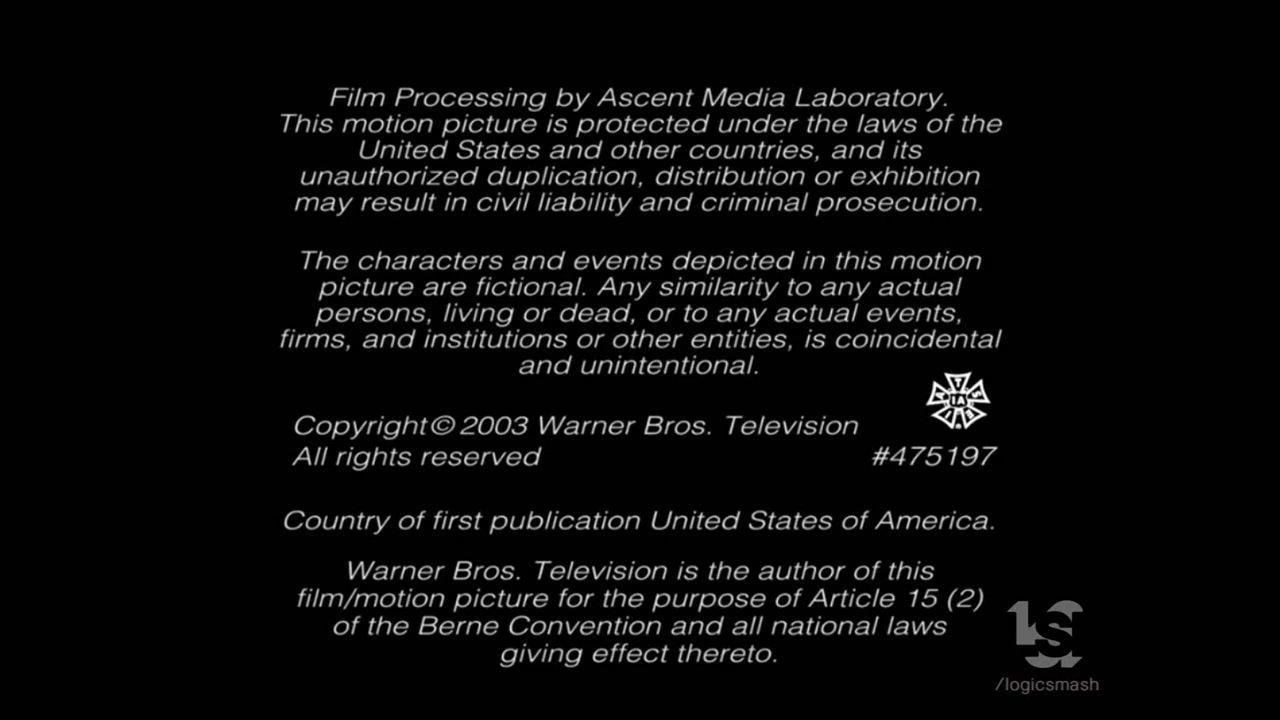 Film Processing by Ascent Media Laboratory.
This motion picture is protected under the laws of the
United States and other countries, and its
unauthorized duplication, distribution or exhibition
may result in civil liability and criminal prosecution.
The characters and events depicted in this motion
picture are fictional. Any similarity to any actual
persons, living or dead, or to any actual events,
firms, and institutions or other entities, is coincidental
and unintentional.
IATSE
IA
Copyright© 2003 Warner Bros. Television
All rights reserved
#475197
Country of first publication United States of America.
Warner Bros. Television is the author of this
film/motion picture for the purpose of Article 15 (2)
of the Berne Convention and all national laws
giving effect thereto.
LS
/logicsmash